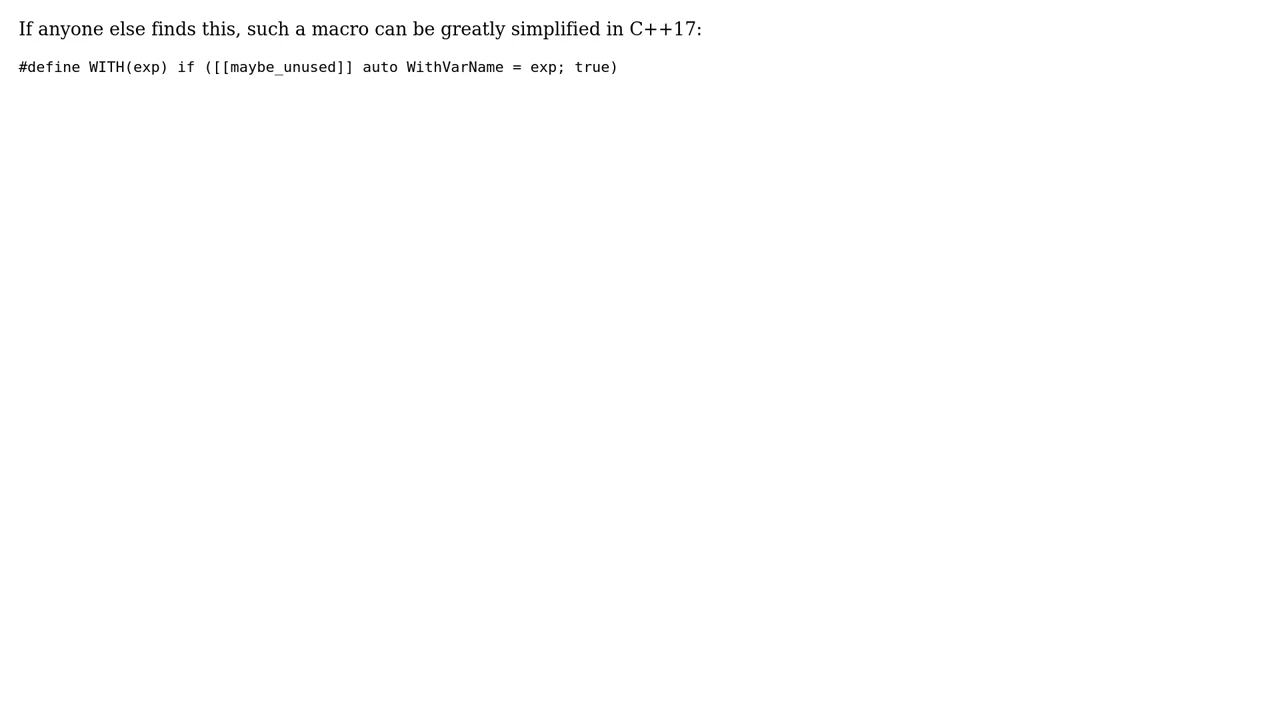 If anyone else finds this, such a macro can be greatly simplified in C++17:
#define WITH(exp) if ([[maybe_unused]] auto WithVarName = exp; true)